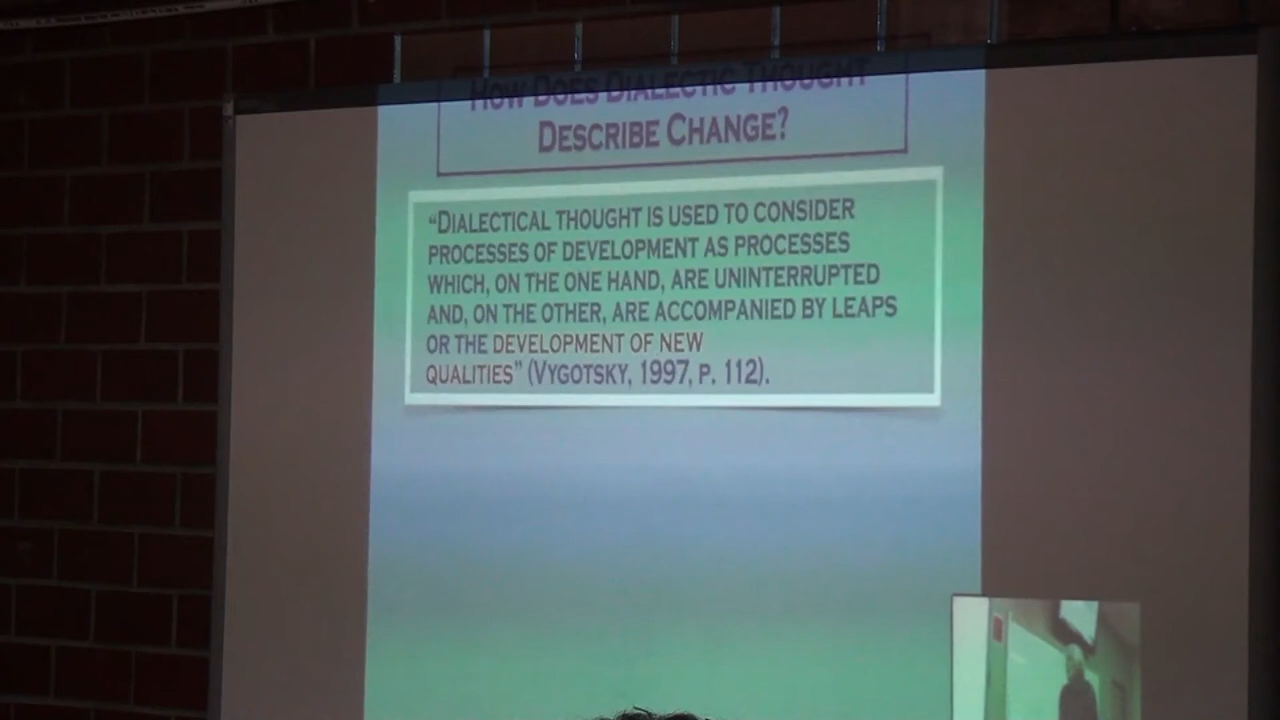 HOW DOES DIALECTIC THOUGHT
DESCRIBE CHANGE?
“DIALECTICAL THOUGHT IS USED TO CONSIDER
PROCESSES OF DEVELOPMENT AS PROCESSES
WHICH, ON THE ONE HAND, ARE UNINTERRUPTED
AND, ON THE OTHER, ARE ACCOMPANIED BY LEAPS
OR THE DEVELOPMENT OF NEW
QUALITIES” (VYGOTSKY, 1997, P. 112).